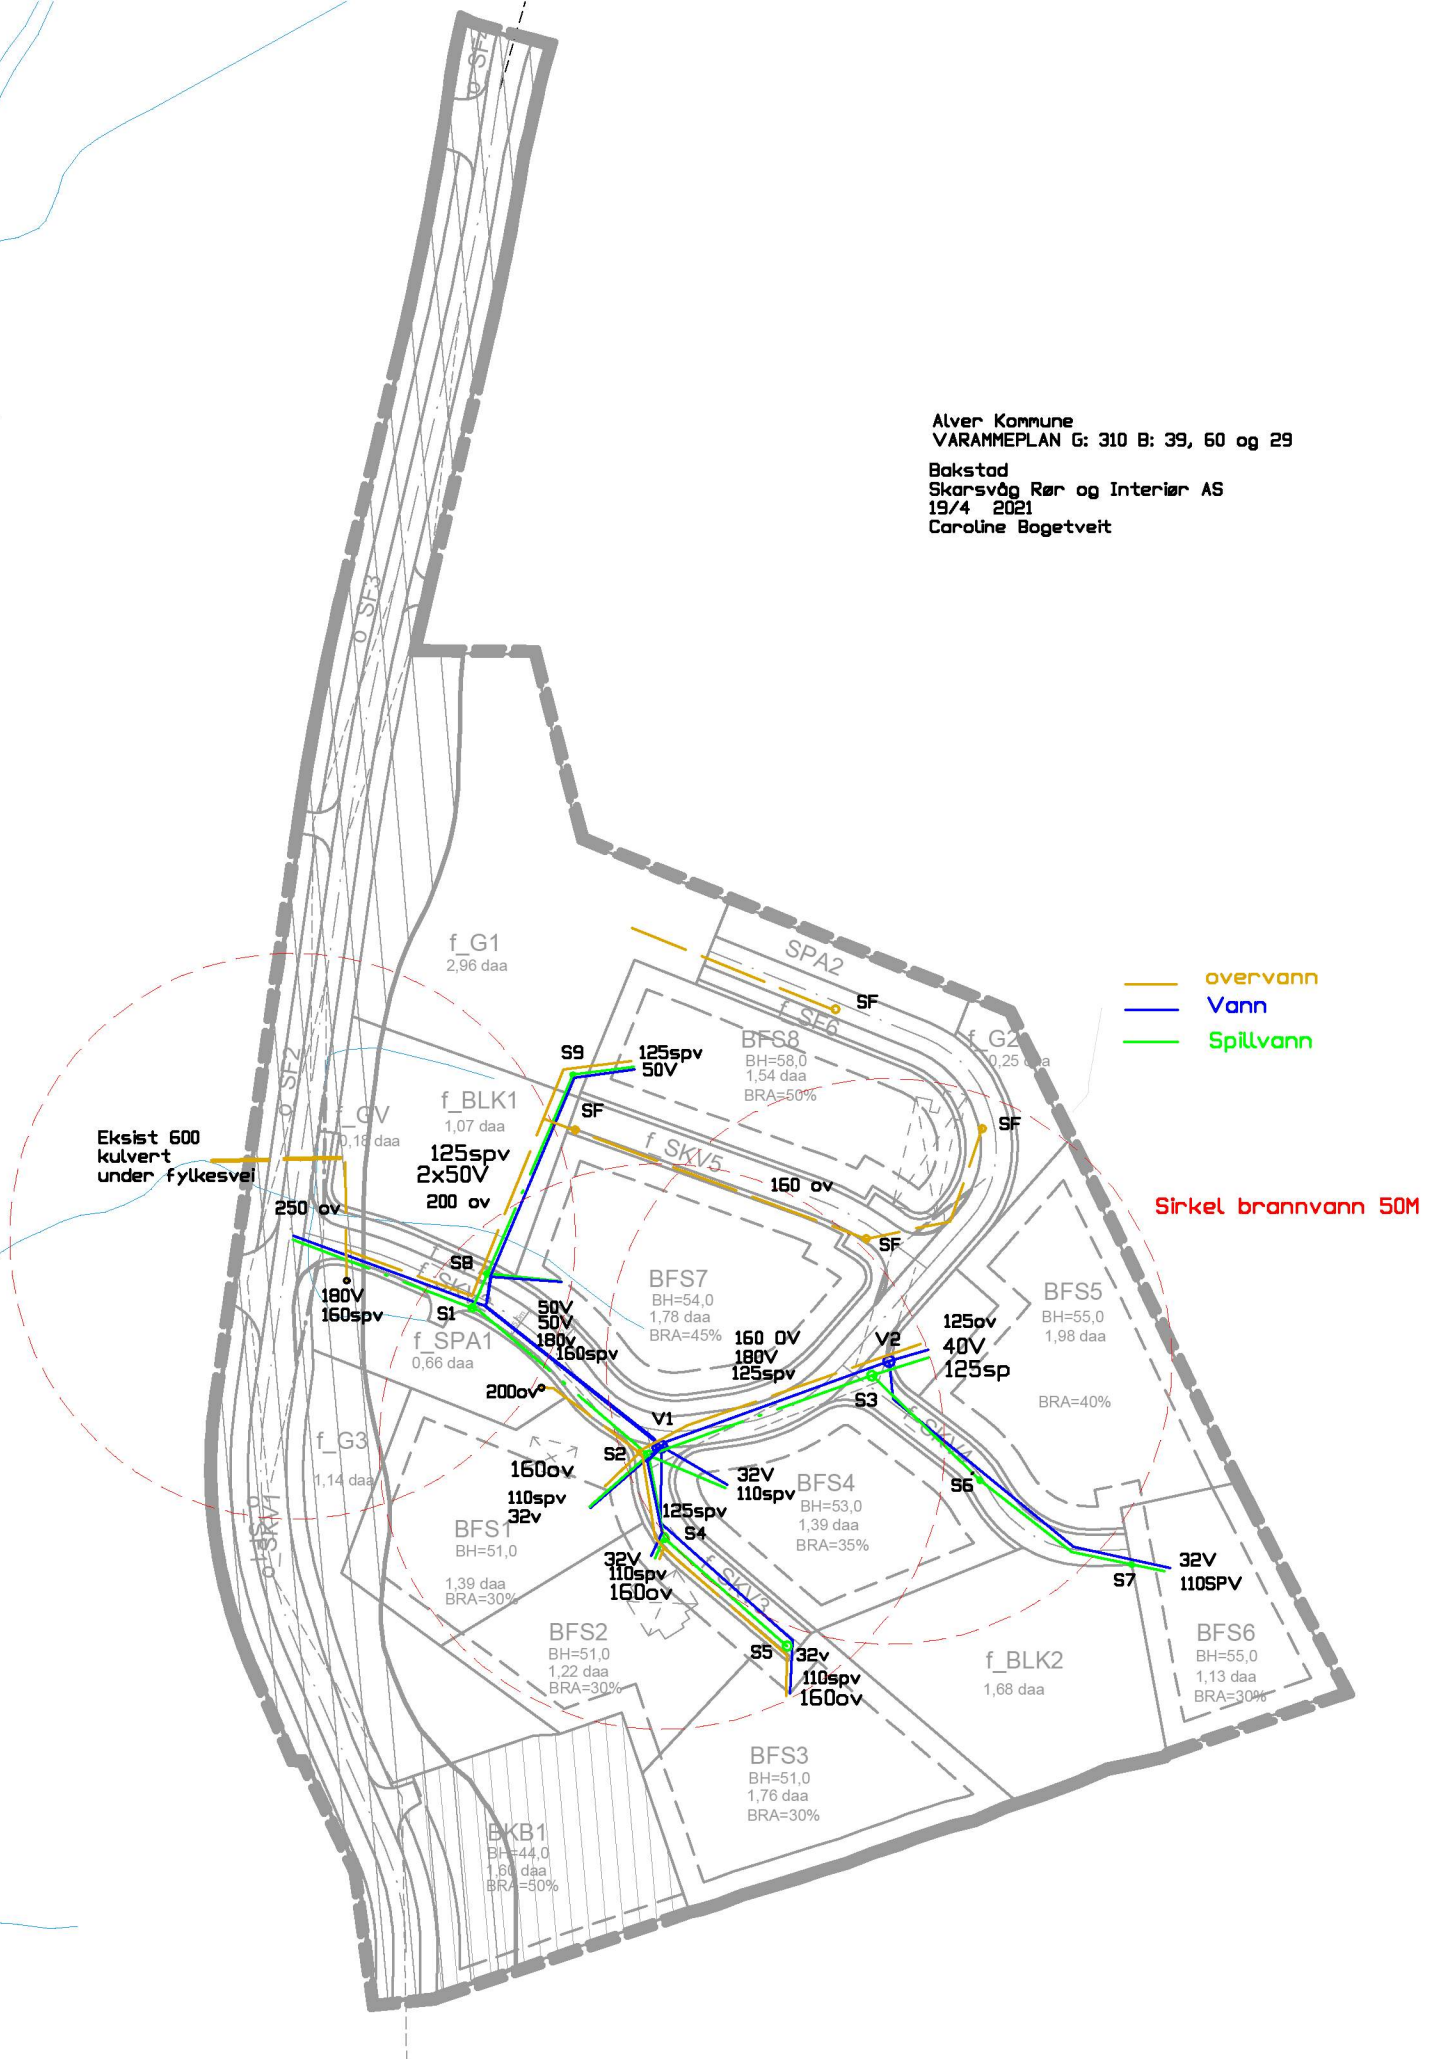 o_SF4
Alver Kommune
VARAMMEPLAN G: 310 B: 39, 60 og 29
Bakstad
Skarsvåg Rør og Interiør AS
19/4 2021
Caroline Bogetveit
o_SF3
f_G1
2,96 daa
SPA2
SF
f_SF6
overvann
Vann
Spillvann
BFS8
BH=58,0
1,54 daa
BRA=50%
f_G2
0,25 daa
S9
125spv
50V
o_SF2
f_GV
0,18 daa
f_BLK1
1,07 daa
SF
SF
Eksist 600
kulvert
under fylkesvei
125spv
2x50V
200 ov
f_SKV5
160 ov
250 ov
Sirkel brannvann 50M
SF
S8
BFS7
BH=54,0
1,78 daa
BRA=45%
BFS5
BH=55,0
1,98 daa
BRA=40%
180V
160spv
S1
50V
50V
180v
160spv
f_SPA1
0,66 daa
160 OV
180V
125spv
V2
125ov
40V
125sp
200ov
S3
V1
f_SKV4
f_G3
1,14 daa
S2
160ov
110spv
32v
32V
110spv
BFS4
BH=53,0
1,39 daa
BRA=35%
S6
o_SF1
o_SKV1
BFS1
BH=51,0
1,39 daa
BRA=30%
125spv
S4
32V
110spv
160ov
f_SKV3
S7
32V
110SPV
BFS2
BH=51,0
1,22 daa
BRA=30%
S5
32v
110spv
160ov
f_BLK2
1,68 daa
BFS6
BH=55,0
1,13 daa
BRA=30%
BFS3
BH=51,0
1,76 daa
BRA=30%
BKB1
BH=44,0
1,60 daa
BRA=50%